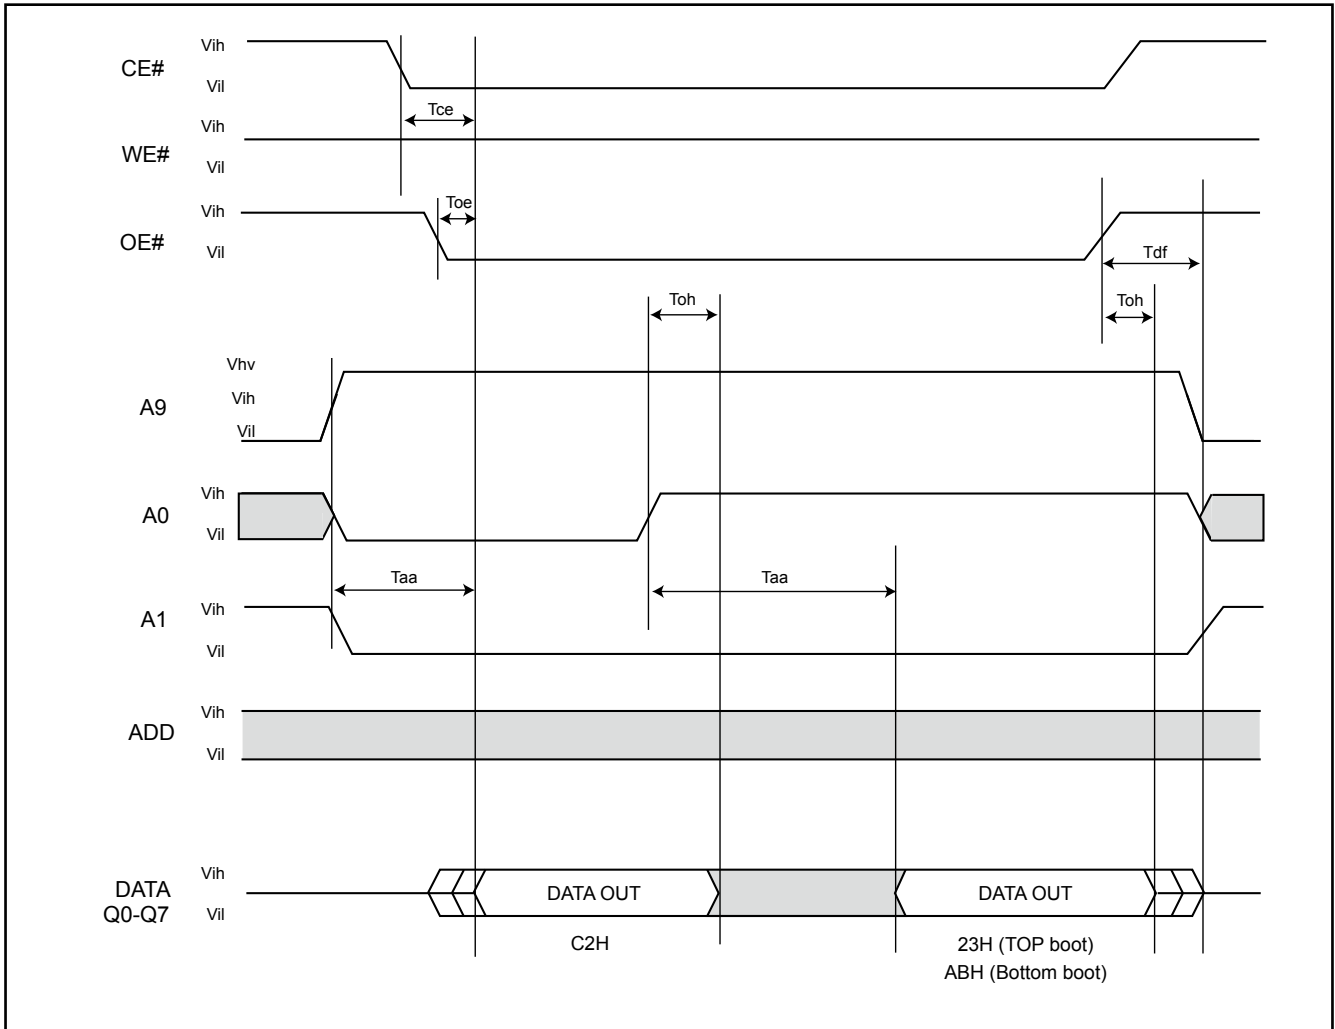 Vih
CE#
Vil
Tce
Vih
WE#
Vil
Toe
Vih
OE#
Vil
Tdf
Toh
Toh
Vhv
Vih
A9
Vil
Vih
A0
Vil
Taa
Taa
Vih
A1
Vil
Vih
ADD
Vil
Vih
DATA
Q0-Q7
Vil
DATA OUT
DATA OUT
C2H
23H (TOP boot)
ABH (Bottom boot)